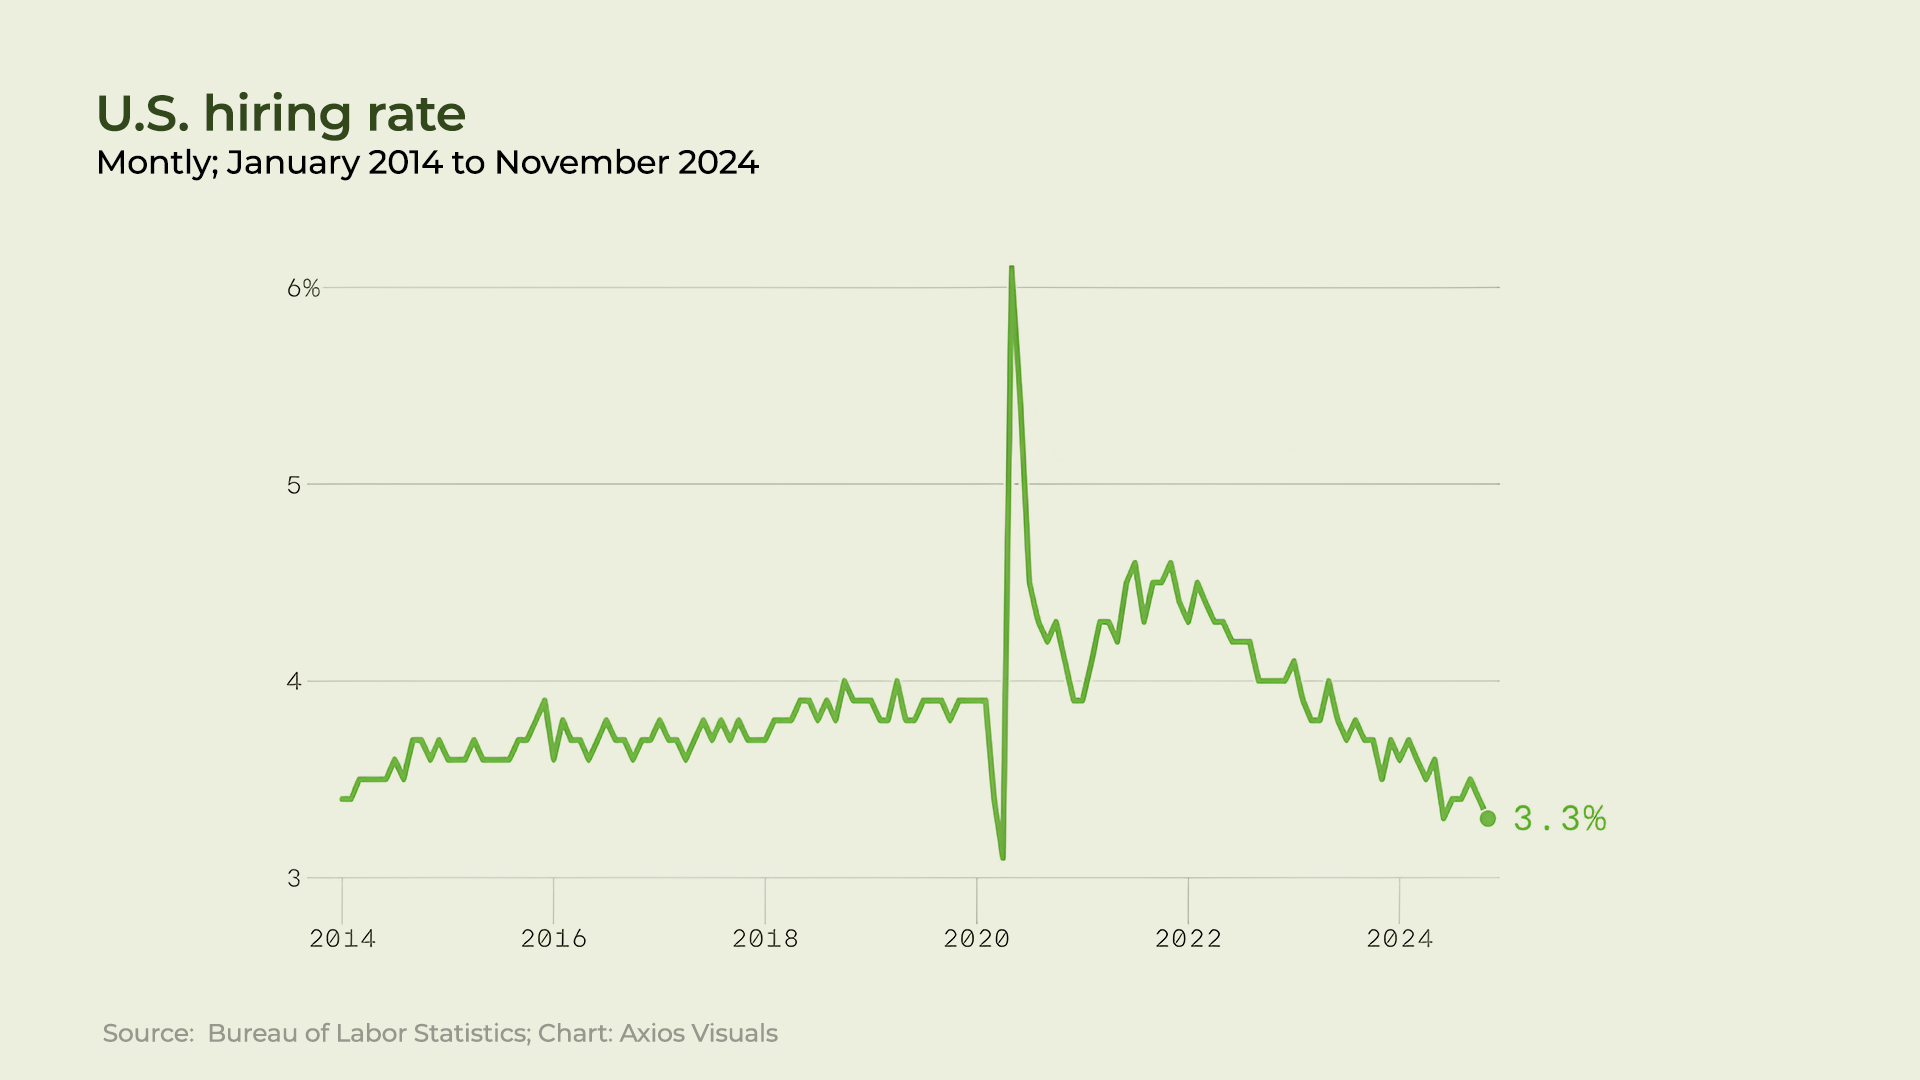 U.S. hiring rate
Montly; January 2014 to November 2024
6%
5
4
3
3.3%
2014 2016 2018 2020 2022 2024
Source: Bureau of Labor Statistics; Chart: Axios Visuals